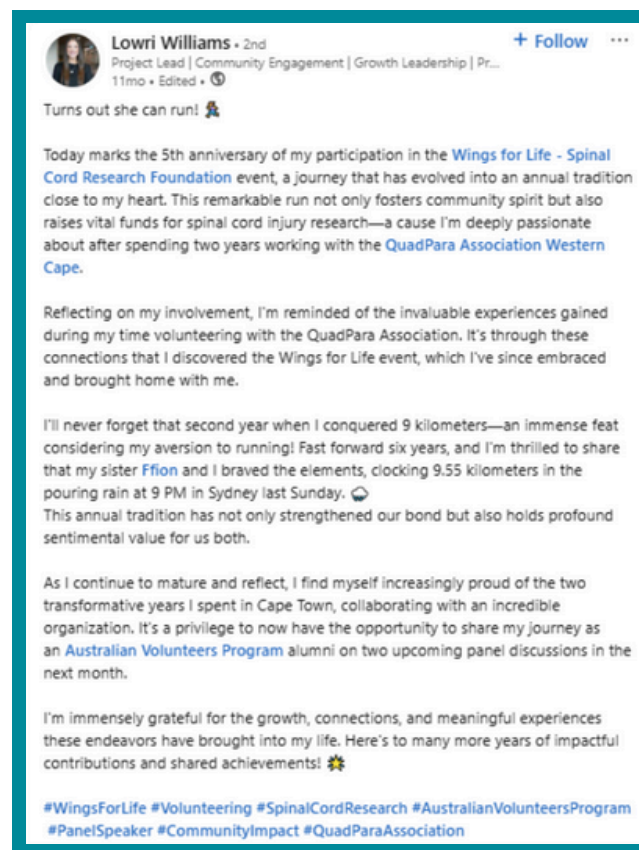 Lowri Williams • 2nd
+ Follow ...
Project Lead | Community Engagement | Growth Leadership | Pr...
11mo • Edited •
Turns out she can run!
Today marks the 5th anniversary of my participation in the Wings for Life - Spinal
Cord Research Foundation event, a journey that has evolved into an annual tradition
close to my heart. This remarkable run not only fosters community spirit but also
raises vital funds for spinal cord injury research—a cause I'm deeply passionate
about after spending two years working with the QuadPara Association Western
Cape.
Reflecting on my involvement, I'm reminded of the invaluable experiences gained
during my time volunteering with the QuadPara Association. It's through these
connections that I discovered the Wings for Life event, which I've since embraced
and brought home with me.
I'll never forget that second year when I conquered 9 kilometers—an immense feat
considering my aversion to running! Fast forward six years, and I'm thrilled to share
that my sister Ffion and I braved the elements, clocking 9.55 kilometers in the
pouring rain at 9 PM in Sydney last Sunday.
This annual tradition has not only strengthened our bond but also holds profound
sentimental value for us both.
As I continue to mature and reflect, I find myself increasingly proud of the two
transformative years I spent in Cape Town, collaborating with an incredible
organization. It's a privilege to now have the opportunity to share my journey as
an Australian Volunteers Program alumni on two upcoming panel discussions in the
next month.
I'm immensely grateful for the growth, connections, and meaningful experiences
these endeavors have brought into my life. Here's to many more years of impactful
contributions and shared achievements!
#WingsForLife #Volunteering #SpinalCordResearch #AustralianVolunteersProgram
#PanelSpeaker #CommunityImpact #QuadParaAssociation